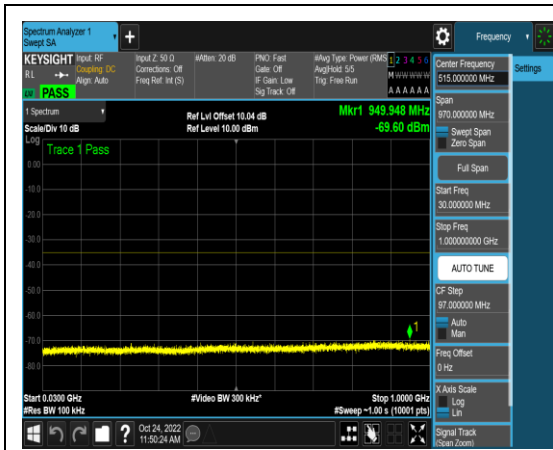 Spectrum Analyzer 1
Swept SA
+
Frequency
KEYSIGHT
RL
Input: RF
Coupling: DC
Align: Auto
Input Z: 50 Ω
Corrections: Off
Freq Ref: Int (S)
#Atten: 20 dB
PNO: Fast
Gate: Off
IF Gain: Low
Sig Track: Off
#Avg Type: Power (RMS
Avg|Hold: 5/5
Trig: Free Run
1 2 3 4 5 6
M W W W W W
A A A A A A
PASS
1 Spectrum
Scale/Div 10 dB
Ref Lvl Offset 10.04 dB
Ref Level 10.00 dBm
Mkr1 949.948 MHz
-69.60 dBm
Log
Trace 1 Pass
0.00
-10.0
-20.0
-30.0
-40.0
-50.0
-60.0
-70.0
-80.0
1
Start 0.0300 GHz
#Res BW 100 kHz
#Video BW 300 kHz*
Stop 1.0000 GHz
#Sweep ~1.00 s (10001 pts)
?
Oct 24, 2022
11:50:24 AM
Center Frequency
515.000000 MHz
Span
970.000000 MHz
Swept Span
Zero Span
Full Span
Start Freq
30.000000 MHz
Stop Freq
1.000000000 GHz
AUTO TUNE
CF Step
97.000000 MHz
Auto
Man
Freq Offset
0 Hz
X Axis Scale
Log
Lin
Signal Track
(Span Zoom)
Settings